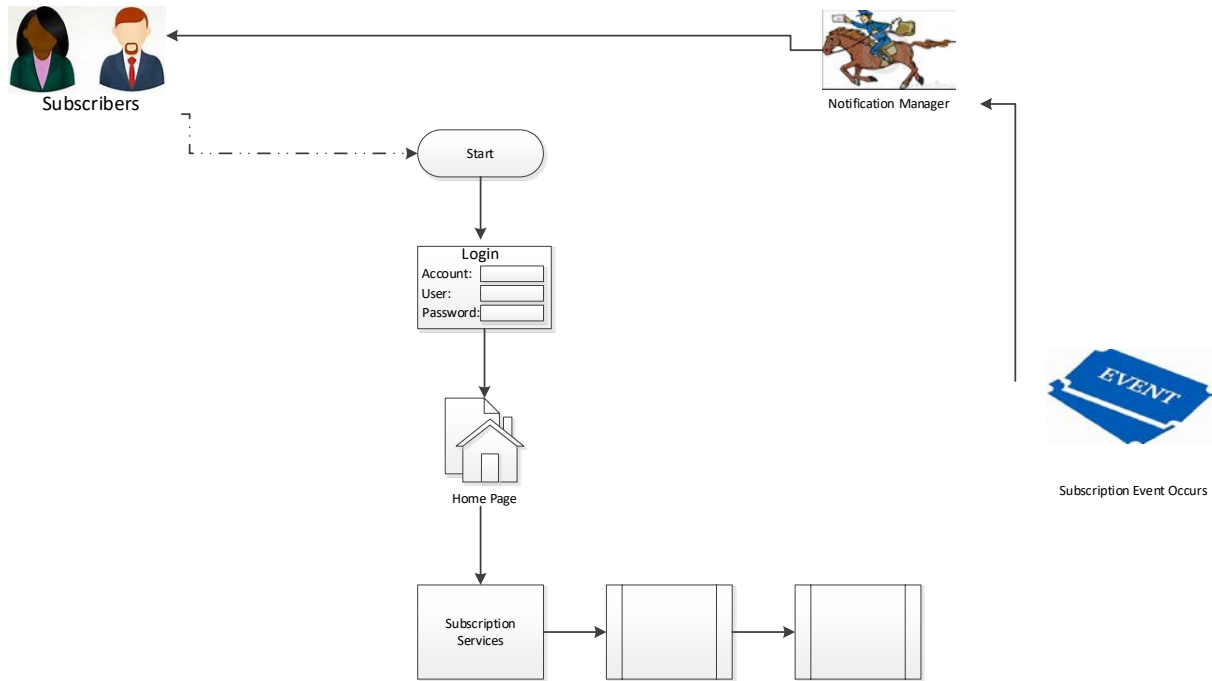 Subscribers
Notification Manager
Start
Login
Account:
User:
Password:
EVENT
Home Page
Subscription Event Occurs
Subscription
Services